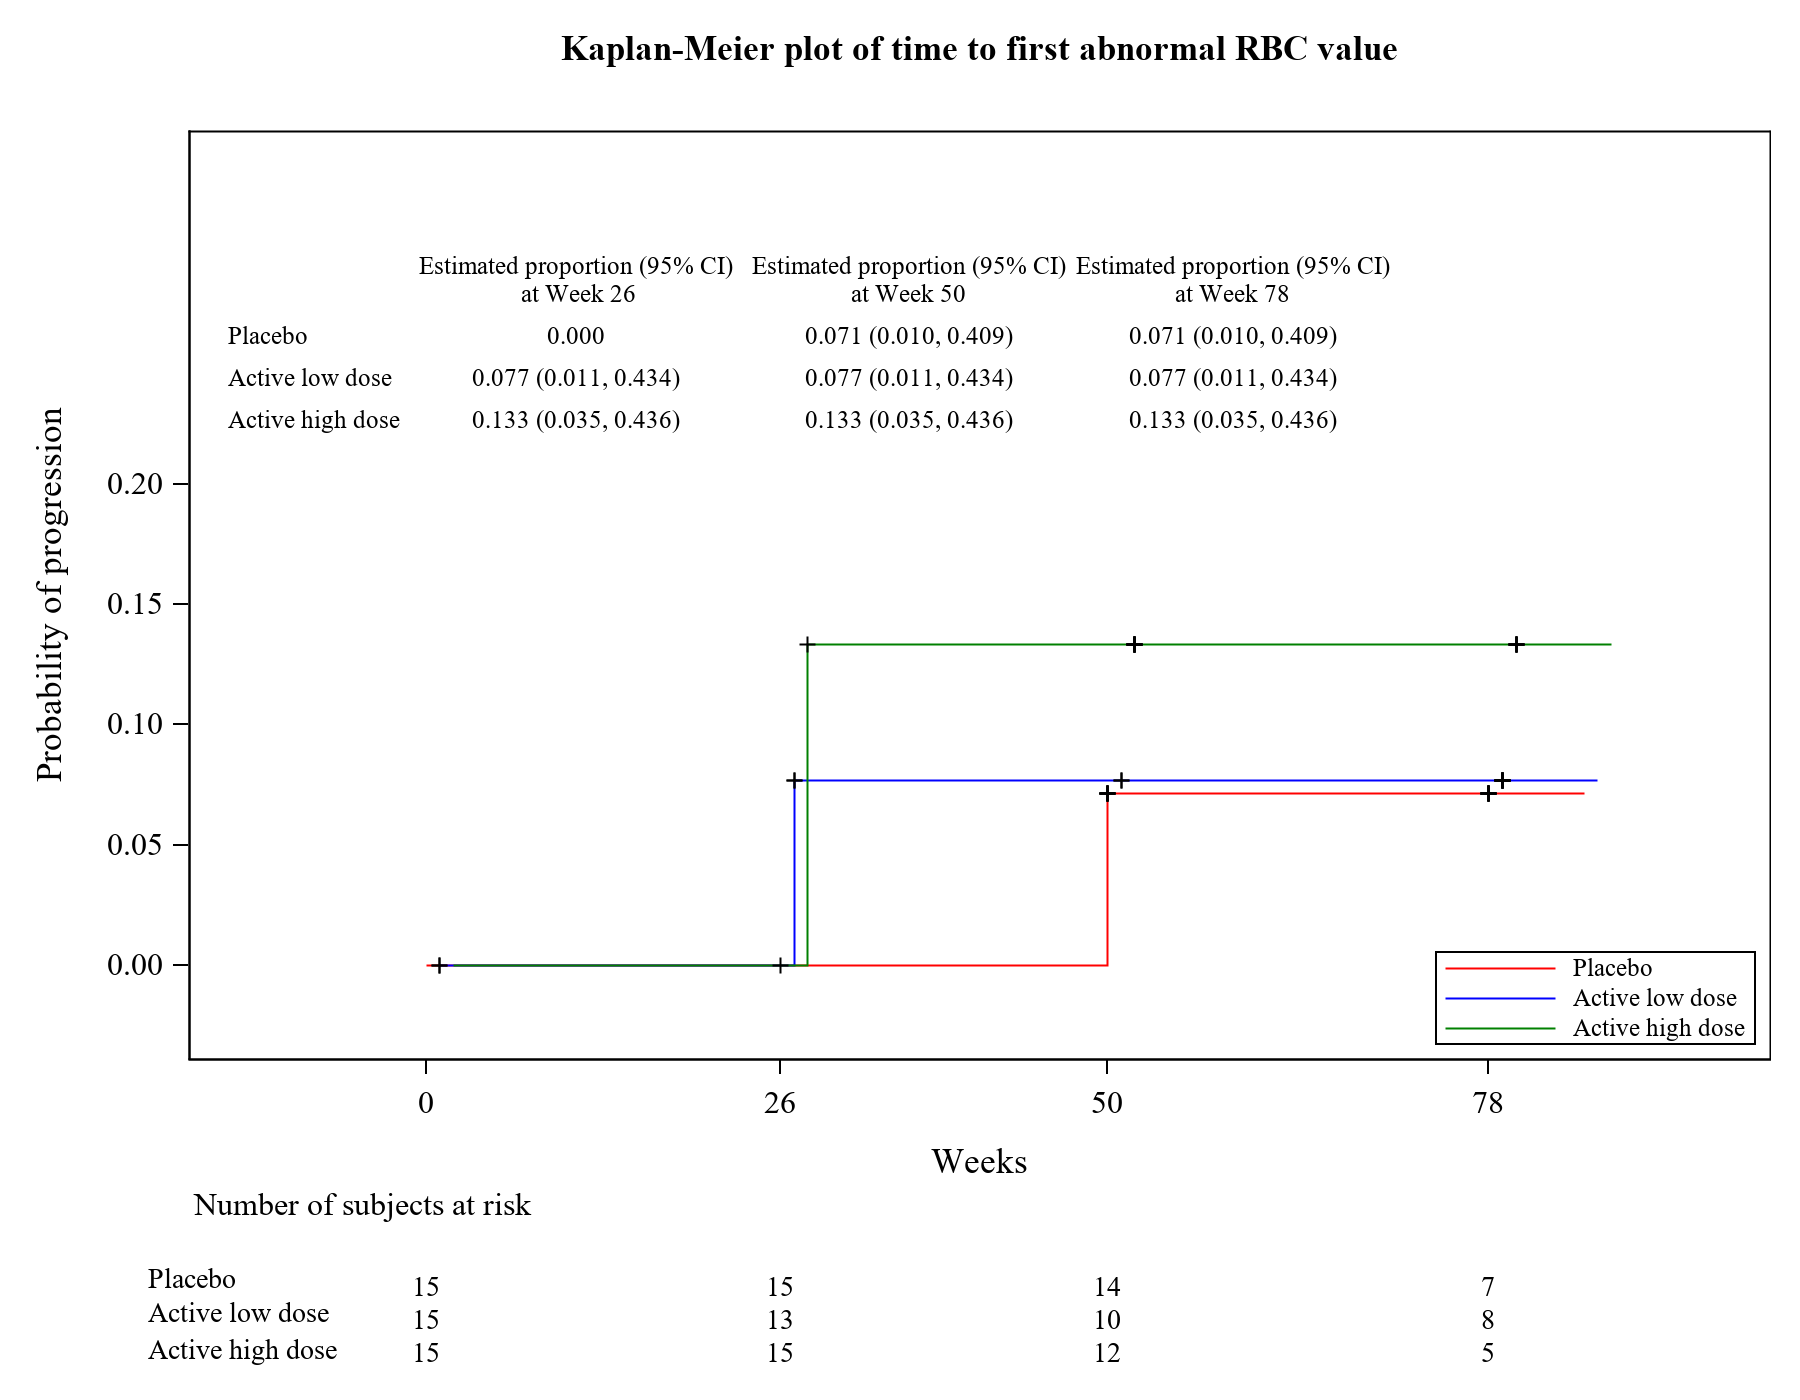 Kaplan-Meier plot of time to first abnormal RBC value
Estimated proportion (95% CI) Estimated proportion (95% CI) Estimated proportion (95% CI)
at Week 26 at Week 50 at Week 78
Placebo 0.000 0.071 (0.010, 0.409) 0.071 (0.010, 0.409)
Active low dose 0.077 (0.011, 0.434) 0.077 (0.011, 0.434) 0.077 (0.011, 0.434)
Active high dose 0.133 (0.035, 0.436) 0.133 (0.035, 0.436) 0.133 (0.035, 0.436)
Probability of progression
0.20
0.15
0.10
0.05
0.00
Placebo
Active low dose
Active high dose
0 26 50 78
Weeks
Number of subjects at risk
Placebo 15 15 14 7
Active low dose 15 13 10 8
Active high dose 15 15 12 5